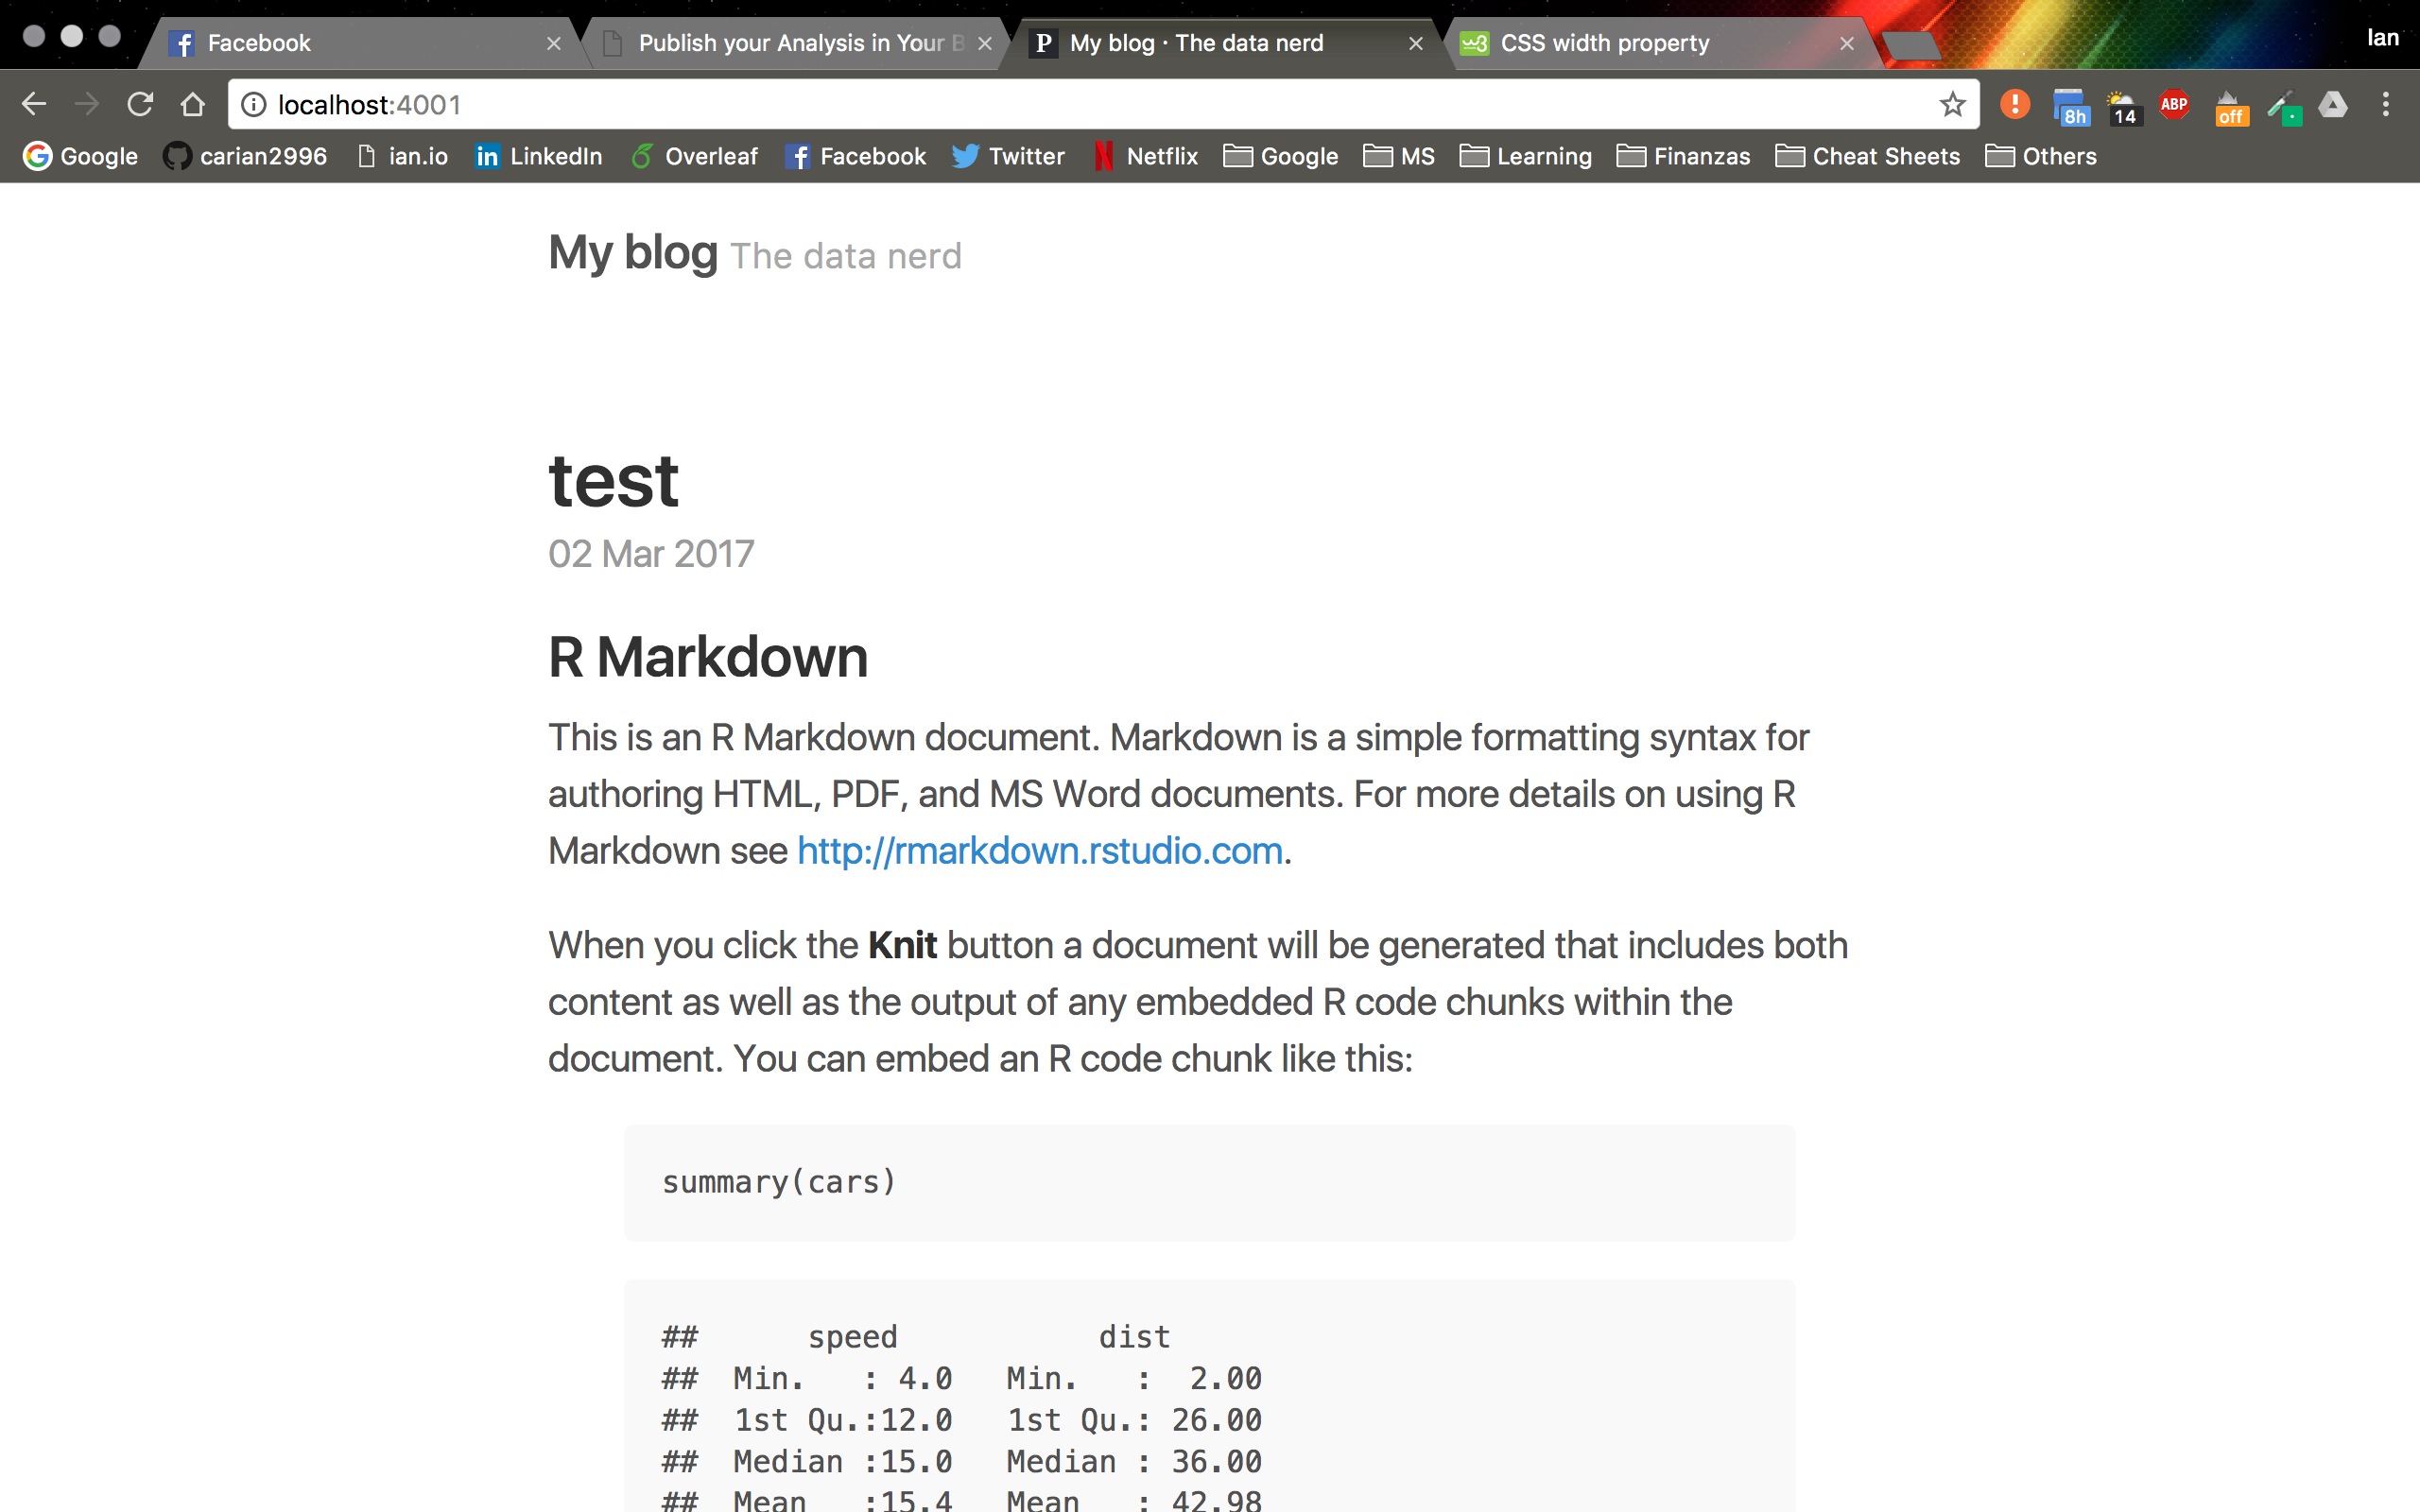 Facebook
Publish your Analysis in Your B
P My blog · The data nerd
w3 CSS width property
Ian
localhost:4001
8h
14
ABP
off
Google carian2996 ian.io LinkedIn Overleaf Facebook Twitter Netflix Google MS Learning Finanzas Cheat Sheets Others
My blog The data nerd
test
02 Mar 2017
R Markdown
This is an R Markdown document. Markdown is a simple formatting syntax for
authoring HTML, PDF, and MS Word documents. For more details on using R
Markdown see http://rmarkdown.rstudio.com.
When you click the Knit button a document will be generated that includes both
content as well as the output of any embedded R code chunks within the
document. You can embed an R code chunk like this:
summary(cars)
##      speed           dist
##  Min.   : 4.0   Min.   :  2.00
##  1st Qu.:12.0   1st Qu.: 26.00
##  Median :15.0   Median : 36.00
##  Mean   :15.4   Mean   : 42.98